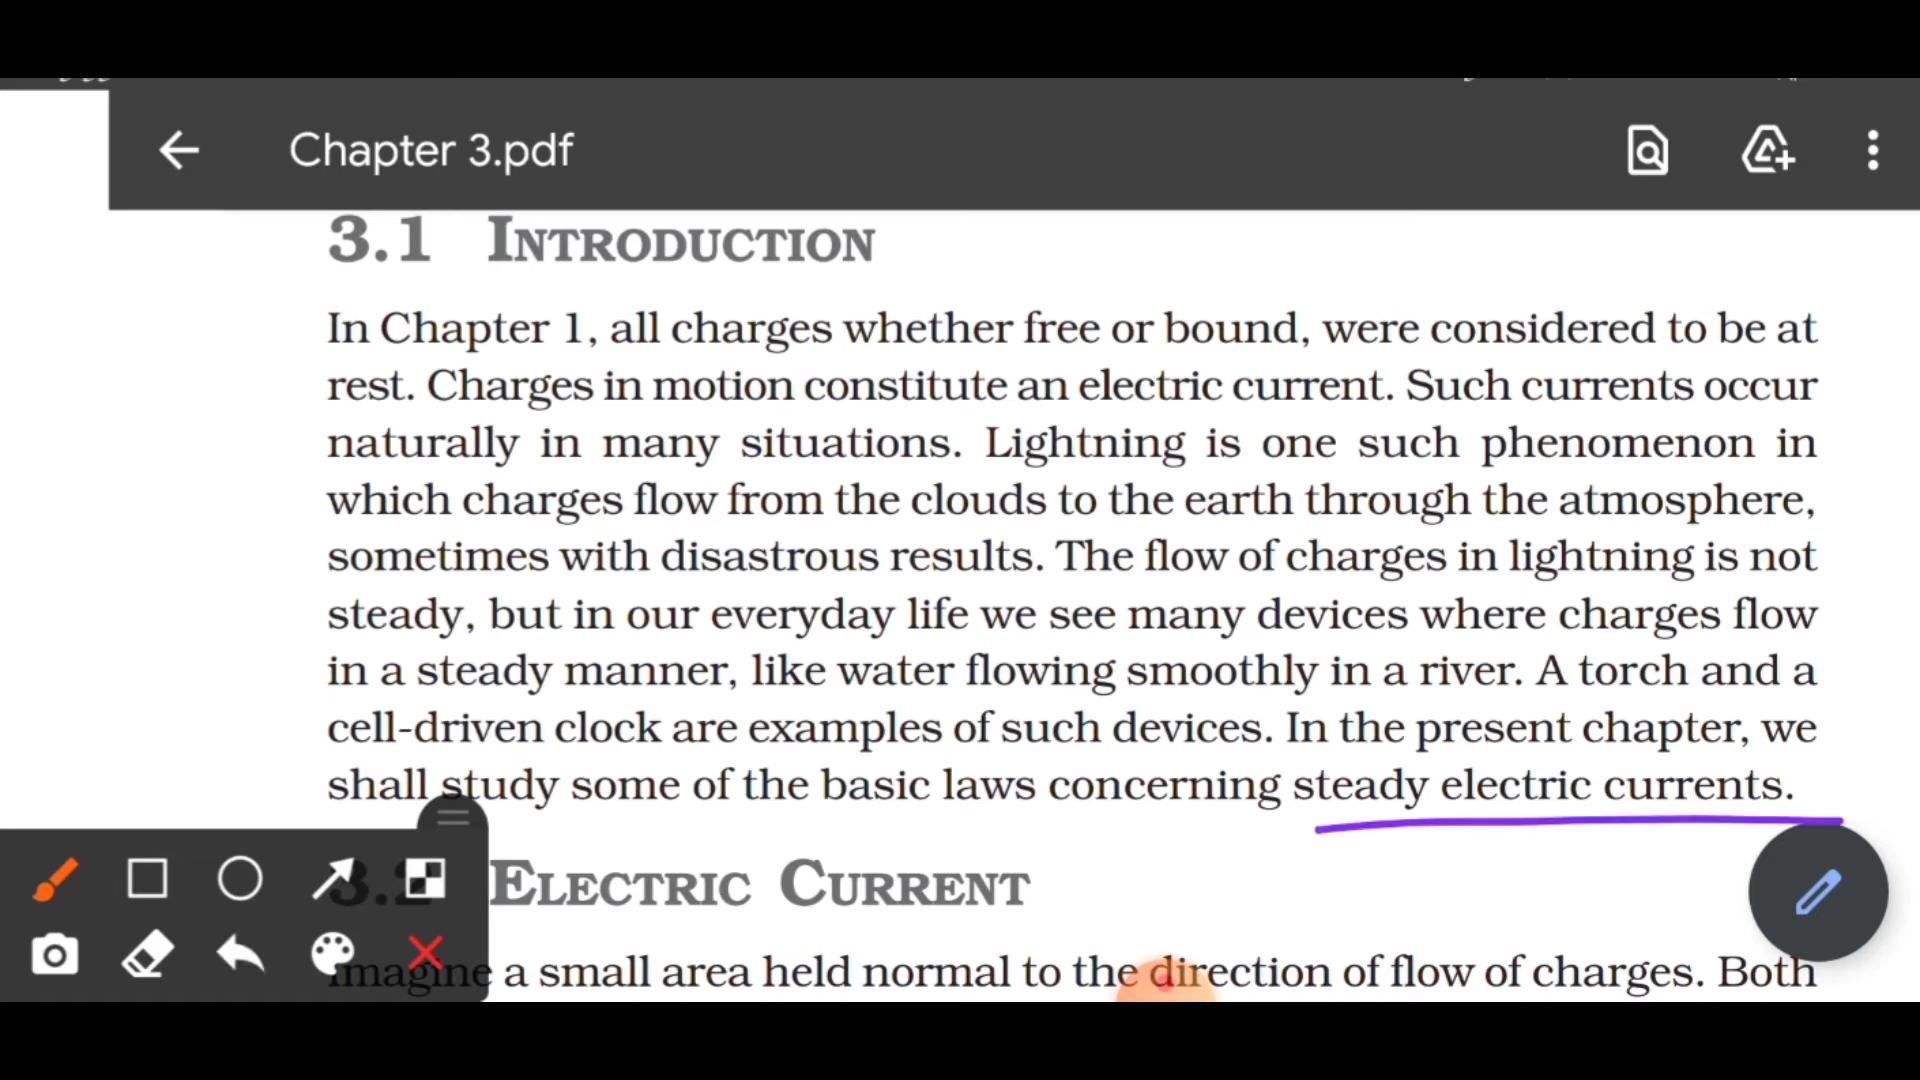 Chapter 3.pdf
3.1 INTRODUCTION
In Chapter 1, all charges whether free or bound, were considered to be at
rest. Charges in motion constitute an electric current. Such currents occur
naturally in many situations. Lightning is one such phenomenon in
which charges flow from the clouds to the earth through the atmosphere,
sometimes with disastrous results. The flow of charges in lightning is not
steady, but in our everyday life we see many devices where charges flow
in a steady manner, like water flowing smoothly in a river. A torch and a
cell-driven clock are examples of such devices. In the present chapter, we
shall study some of the basic laws concerning steady electric currents.
3.2 ELECTRIC CURRENT
Imagine a small area held normal to the direction of flow of charges. Both